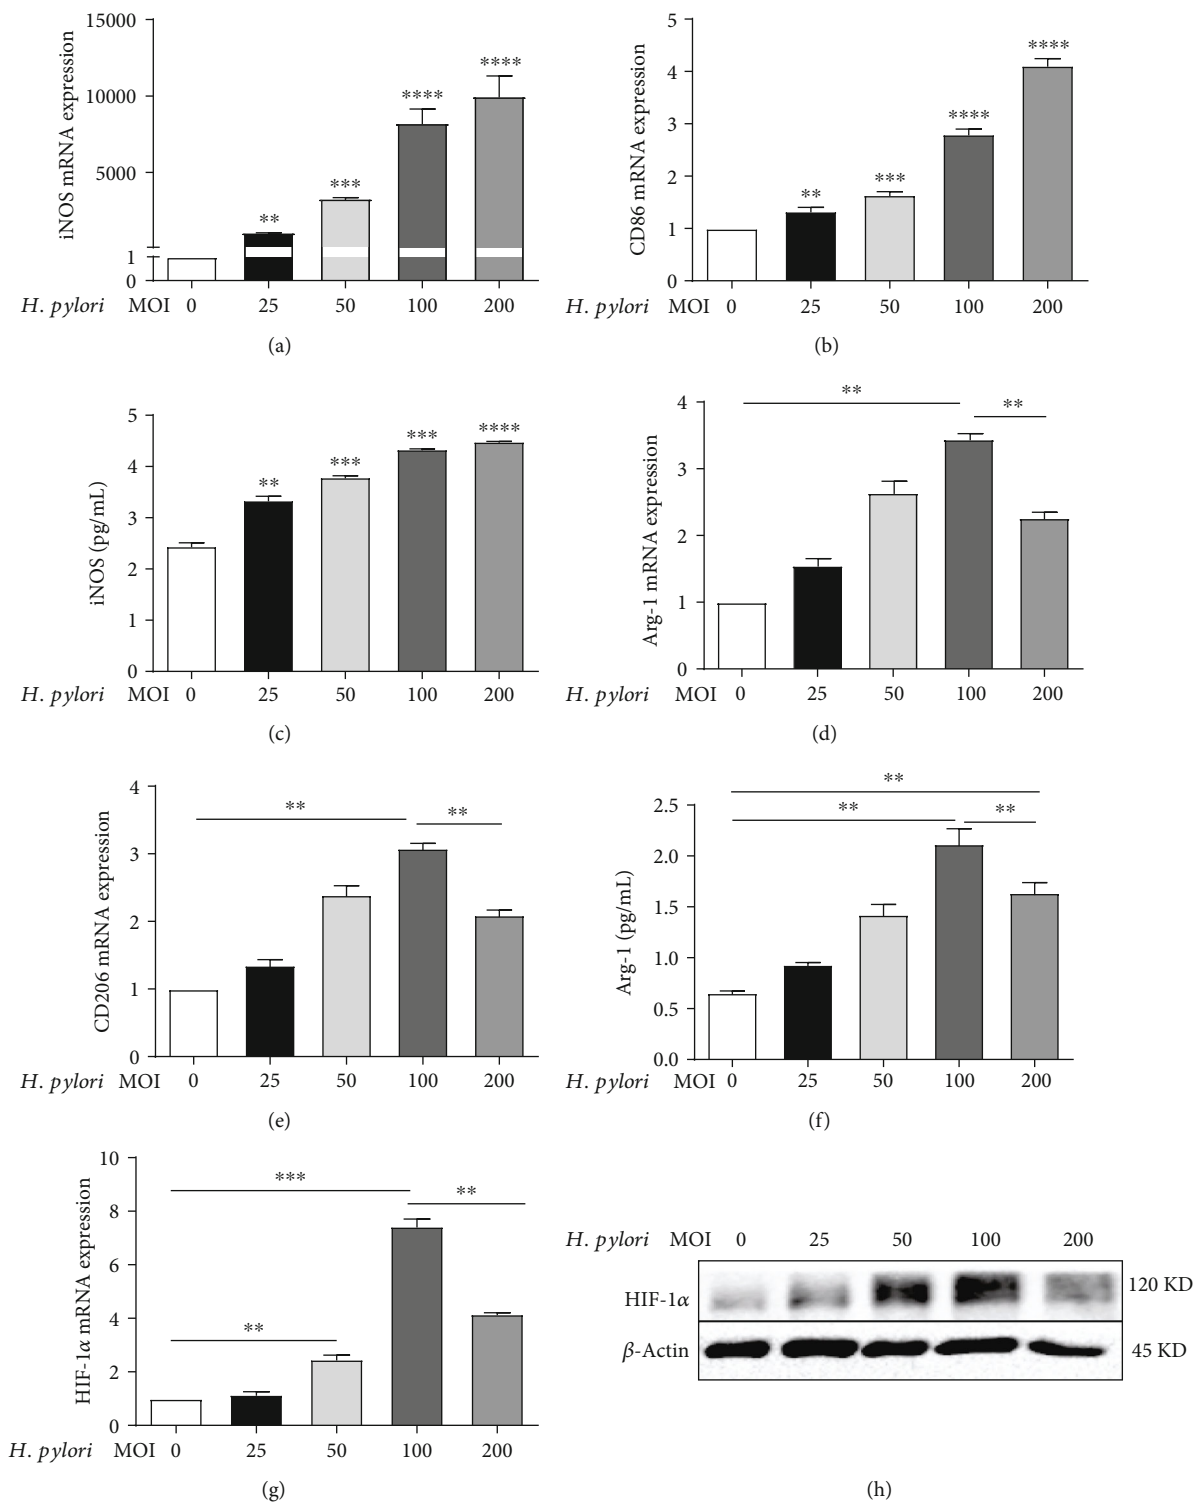 iNOS mRNA expression
15000
10000
5000
1
0
**
***
****
****
H. pylori MOI 0 25 50 100 200
(a)
CD86 mRNA expression
5
4
3
2
1
0
**
***
****
****
H. pylori MOI 0 25 50 100 200
(b)
iNOS (pg/mL)
5
4
3
2
1
0
**
***
***
****
H. pylori MOI 0 25 50 100 200
(c)
Arg-1 mRNA expression
4
3
2
1
0
**
**
H. pylori MOI 0 25 50 100 200
(d)
CD206 mRNA expression
4
3
2
1
0
**
**
H. pylori MOI 0 25 50 100 200
(e)
Arg-1 (pg/mL)
2.5
2.0
1.5
1.0
0.5
0.0
**
**
**
H. pylori MOI 0 25 50 100 200
(f)
HIF-1α mRNA expression
10
8
6
4
2
0
***
**
**
H. pylori MOI 0 25 50 100 200
(g)
H. pylori MOI 0 25 50 100 200
HIF-1α 120 KD
β-Actin 45 KD
(h)